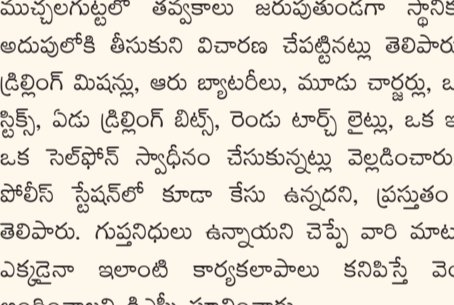 ముచ్చలగుట్టలో తవ్వకాలు జరుపుతుండగా స్థానిక
అదుపులోకి తీసుకుని విచారణ చేపట్టినట్లు తెలిపారు
డ్రిల్లింగ్ మిషన్లు, ఆరు బ్యాటరీలు, మూడు చార్జర్లు, ఒ
స్టిక్స్, ఏడు డ్రిల్లింగ్ బిట్స్, రెండు టార్చ్ లైట్లు, ఒక ఇ
ఒక సెల్‌ఫోన్ స్వాధీనం చేసుకున్నట్లు వెల్లడించారు
పోలీస్ స్టేషన్‌లో కూడా కేసు ఉన్నదని, ప్రస్తుతం
తెలిపారు. గుప్తనిధులు ఉన్నాయని చెప్పే వారి మాట
ఎక్కడైనా ఇలాంటి కార్యకలాపాలు కనిపిస్తే వెం